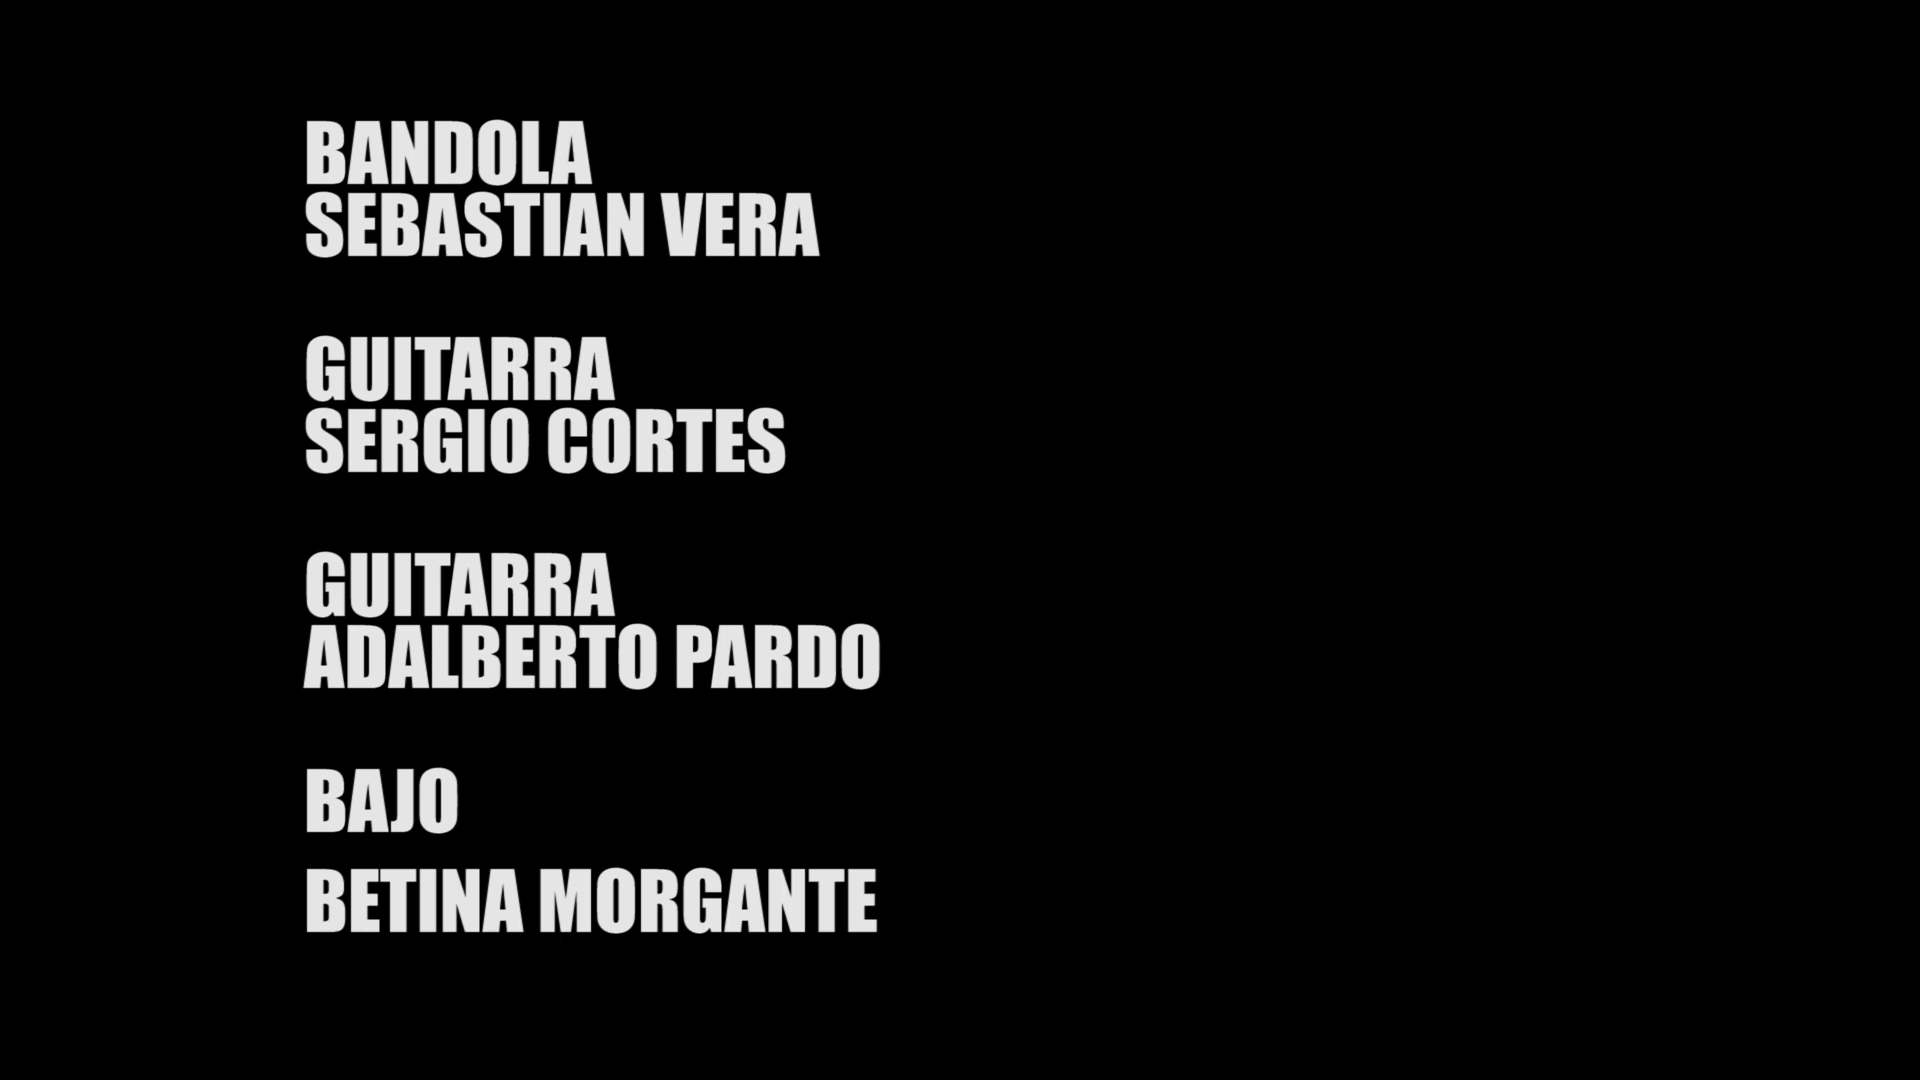 BANDOLA
SEBASTIAN VERA
GUITARRA
SERGIO CORTES
GUITARRA
ADALBERTO PARDO
BAJO
BETINA MORGANTE